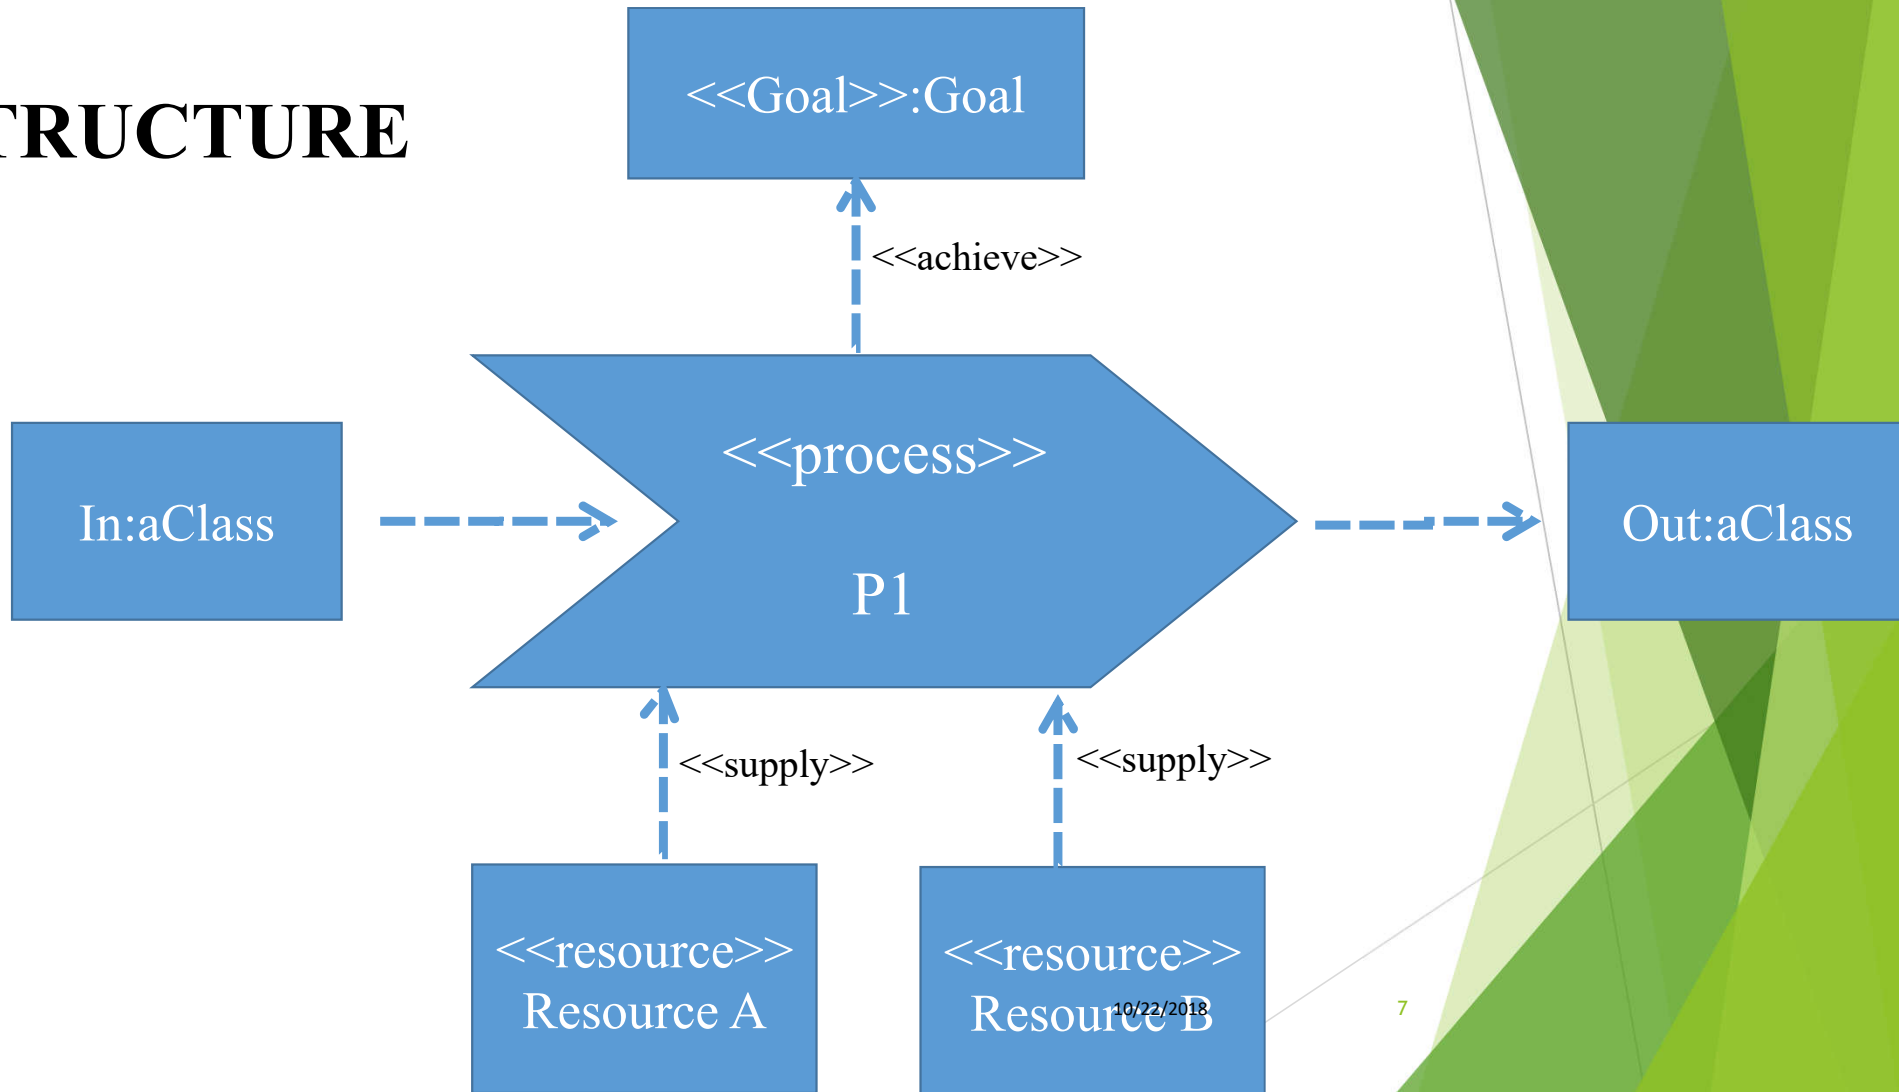 TRUCTURE
<<Goal>>:Goal
<<achieve>>
<<process>>
P1
In:aClass
Out:aClass
<<supply>>
<<supply>>
<<resource>>
Resource A
<<resource>>
Resource B
10/22/2018
7